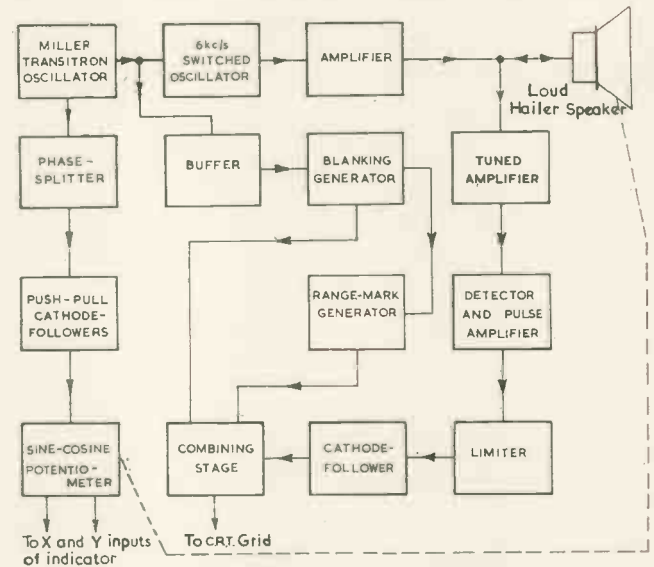 MILLER
TRANSITRON
OSCILLATOR
6kc/s
SWITCHED
OSCILLATOR
AMPLIFIER
Loud
Hailer Speaker
PHASE-
SPLITTER
BUFFER
BLANKING
GENERATOR
TUNED
AMPLIFIER
PUSH-PULL
CATHODE-
FOLLOWERS
RANGE-MARK
GENERATOR
DETECTOR
AND PULSE
AMPLIFIER
SINE-COSINE
POTENTIO-
METER
COMBINING
STAGE
CATHODE-
FOLLOWER
LIMITER
To X and Y inputs
of indicator
To C.R.T. Grid